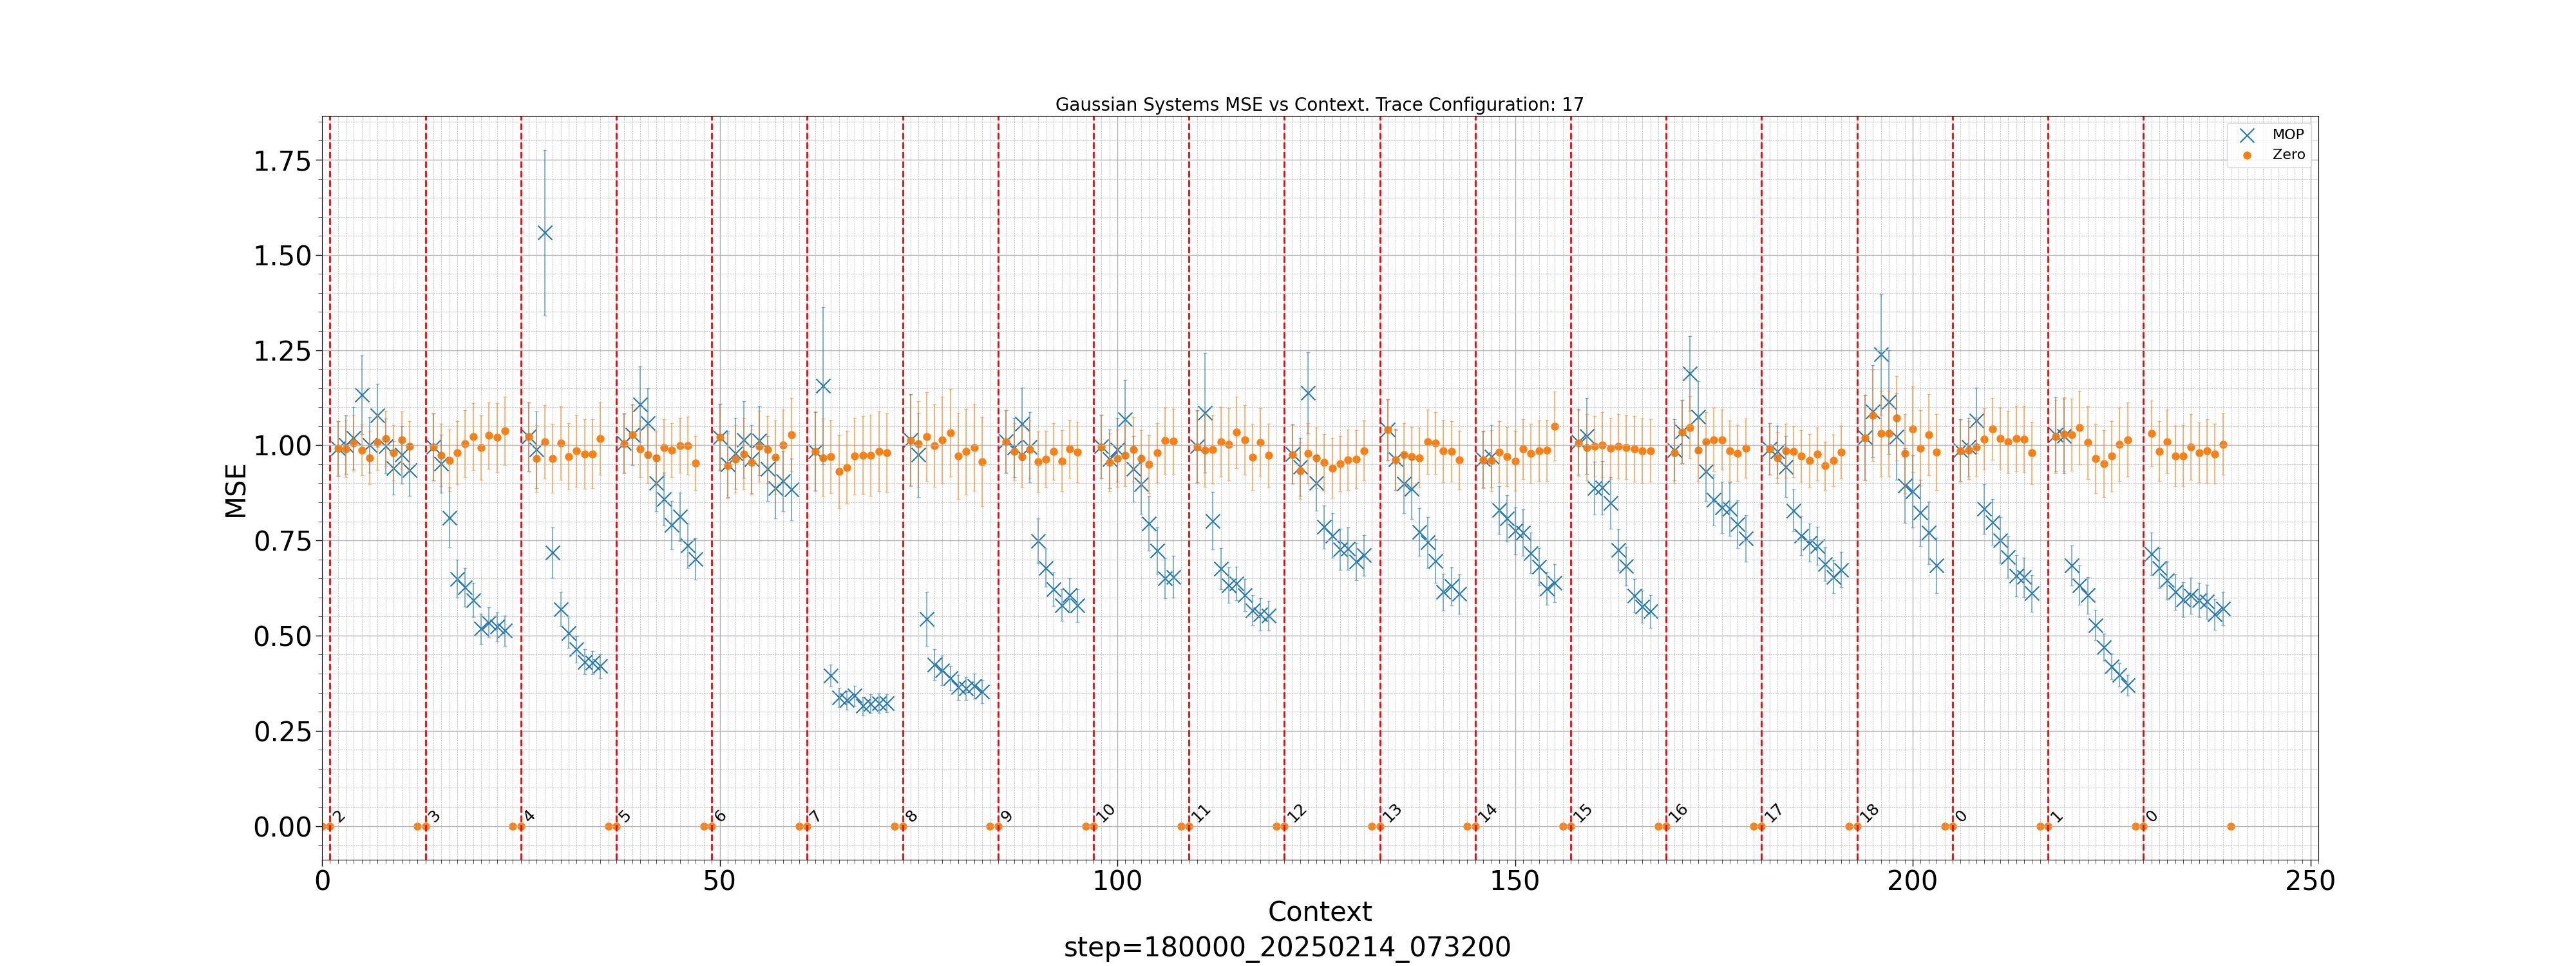 Gaussian Systems MSE vs Context. Trace Configuration: 17
MOP
Zero
MSE
1.75
1.50
1.25
1.00
0.75
0.50
0.25
0.00
2 3 4 5 6 7 8 9 10 11 12 13 14 15 16 17 18 0 1 0
0 50 100 150 200 250
Context
step=180000_20250214_073200